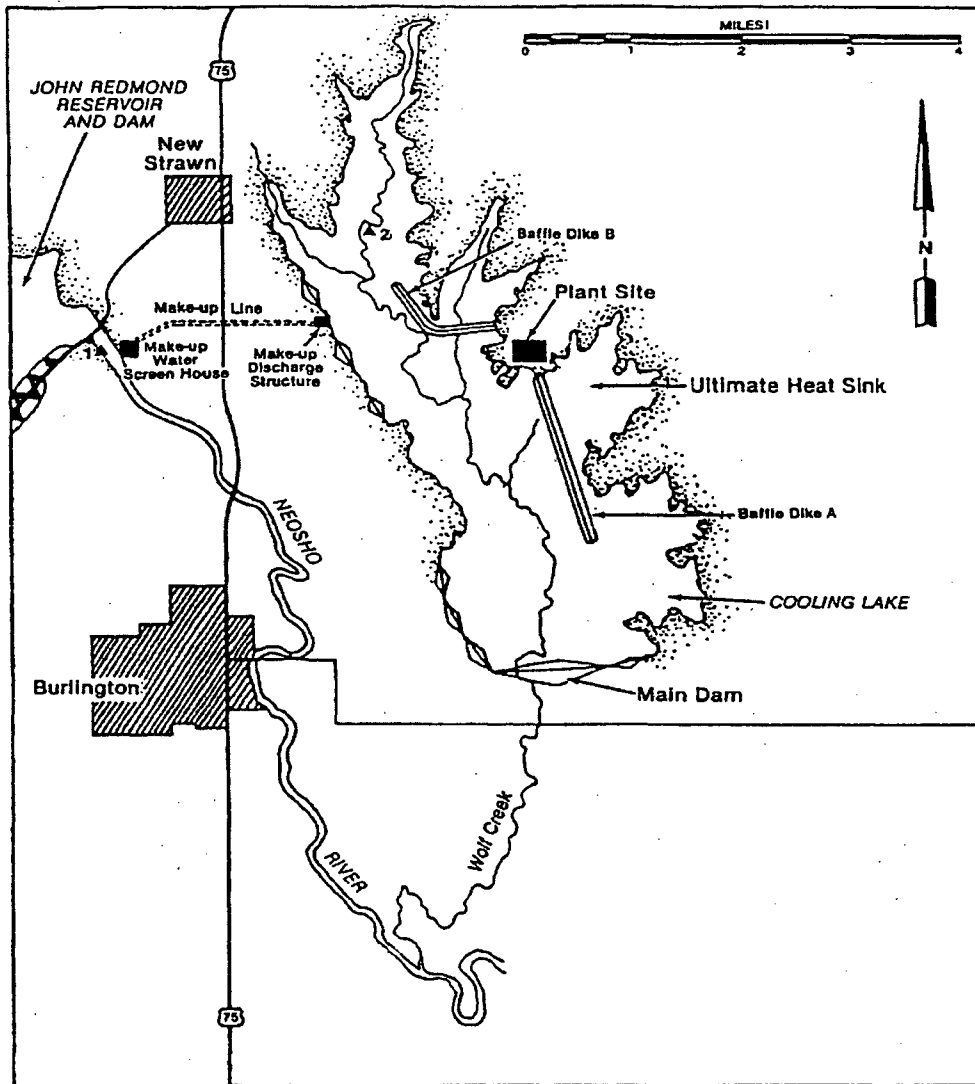 MILES
0 1 2 3 4
75
JOHN REDMOND
RESERVOIR
AND DAM
New
Strawn
2
Baffle Dike B
N
Plant Site
Make-up Line
1
Make-up
Water
Screen House
Make-up
Discharge
Structure
Ultimate Heat Sink
NEOSHO
Baffle Dike A
COOLING LAKE
Burlington
Main Dam
Wolf Creek
RIVER
75